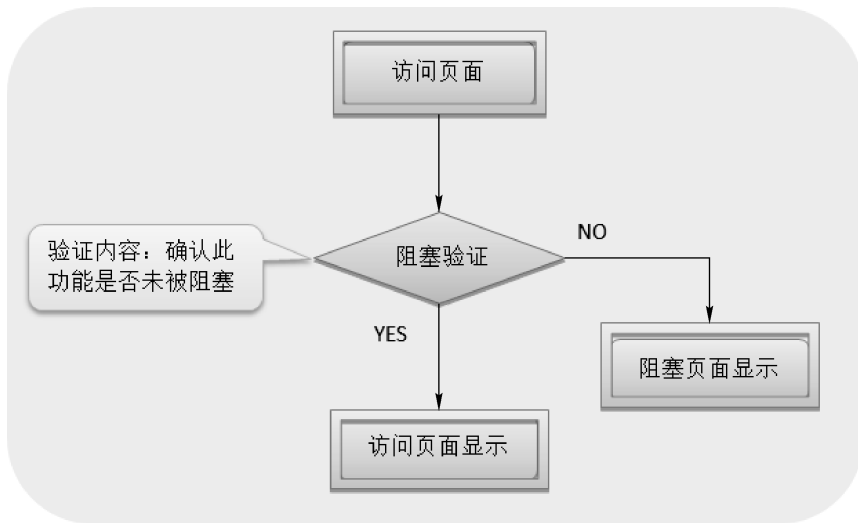 访问页面
阻塞验证
NO
验证内容：确认此
功能是否未被阻塞
YES
阻塞页面显示
访问页面显示